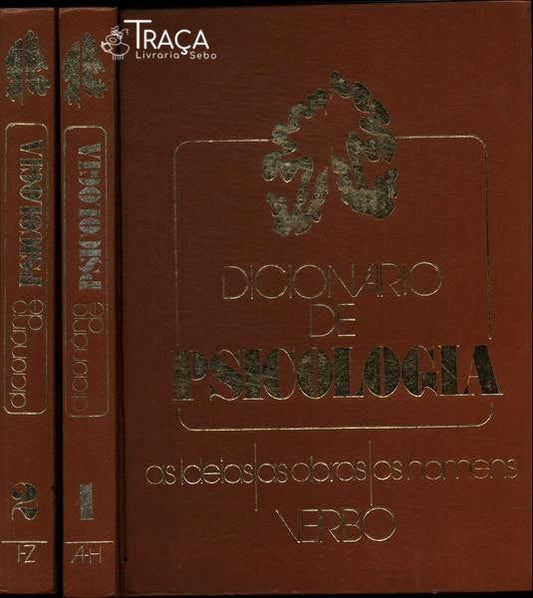 TRAÇA
Livraria Sebo
dicionário de PSICOLOGIA
2
I-Z
dicionário de PSICOLOGIA
1
A-H
DICIONÁRIO
DE
PSICOLOGIA
as ideias|as obras|os homens
VERBO